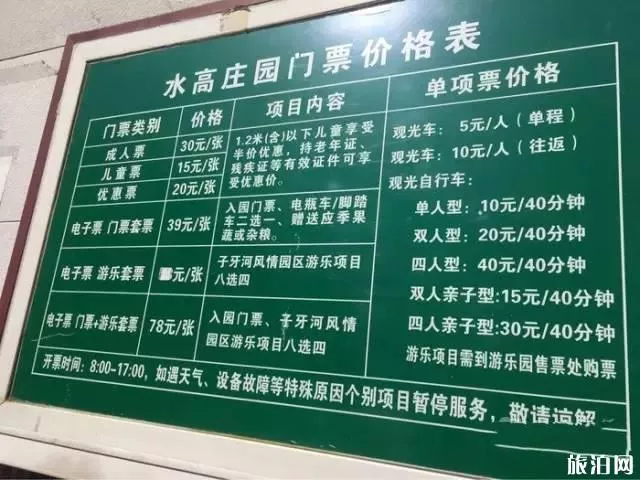 水高庄园门票价格表
门票类别 价格 项目内容
成人票 30元/张
儿童票 15元/张
优惠票 20元/张
1.2米(含)以下儿童享受
半价优惠，持老年证、
残疾证等有效证件可享
受优惠价。
电子票 门票套票 39元/张
入园门票、电瓶车/脚踏
车二选一、赠送应季果
蔬或杂粮。
电子票 游乐套票 元/张
子牙河风情园区游乐项目
八选四
电子票 门票+游乐套票 78元/张
入园门票、子牙河风情
园区游乐项目八选四
单项票价格
观光车： 5元/人（单程）
观光车： 10元/人（往返）
观光自行车：
单人型：10元/40分钟
双人型：20元/40分钟
四人型：40元/40分钟
双人亲子型:15元/40分钟
四人亲子型:30元/40分钟
游乐项目需到游乐园售票处购票
开票时间：8:00-17:00，如遇天气、设备故障等特殊原因个别项目暂停服务，敬请谅解
旅泊网